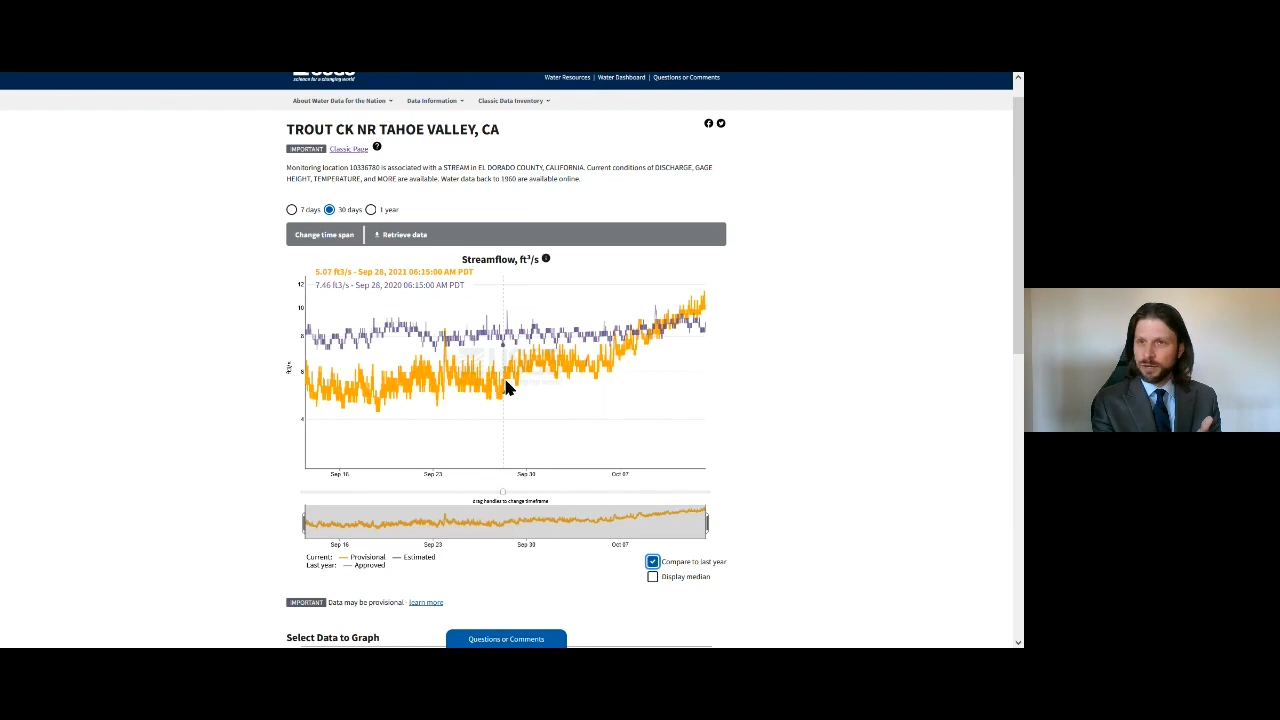 science for a changing world
Water Resources | Water Dashboard | Questions or Comments
About Water Data for the Nation Data Information Classic Data Inventory
TROUT CK NR TAHOE VALLEY, CA
IMPORTANT Classic Page ?
Monitoring location 10336780 is associated with a STREAM in EL DORADO COUNTY, CALIFORNIA. Current conditions of DISCHARGE, GAGE
HEIGHT, TEMPERATURE, and MORE are available. Water data back to 1960 are available online.
7 days 30 days 1 year
Change time span Retrieve data
Streamflow, ft³/s
5.07 ft3/s - Sep 28, 2021 06:15:00 AM PDT
7.46 ft3/s - Sep 28, 2020 06:15:00 AM PDT
12
10
8
6
4
ft3/s
Sep 16 Sep 23 Sep 30 Oct 07
drag handles to change timeframe
Sep 16 Sep 23 Sep 30 Oct 07
Current: Provisional Estimated
Last year: Approved
Compare to last year
Display median
IMPORTANT Data may be provisional - learn more
Select Data to Graph
Questions or Comments